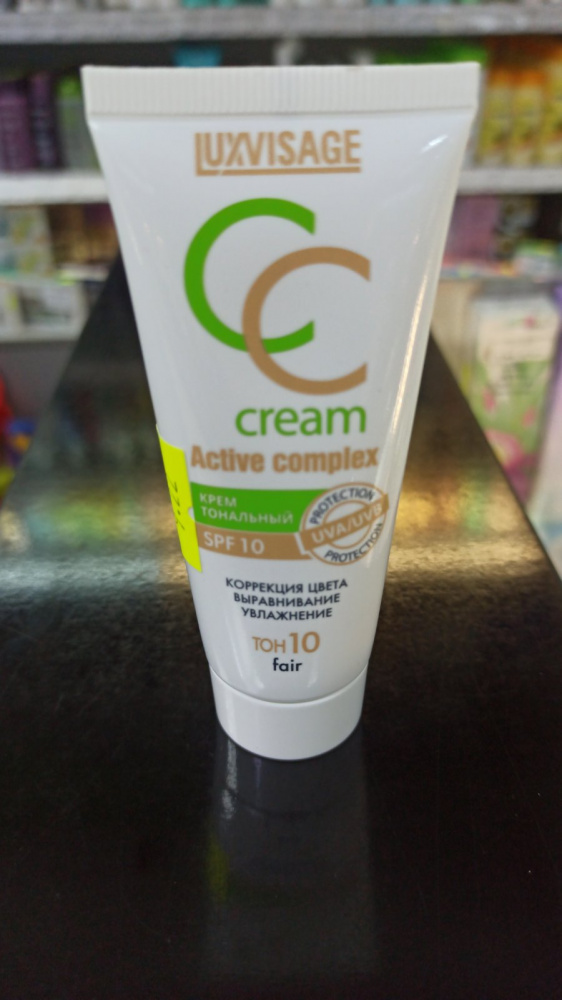 LUXVISAGE
CC
cream
Active complex
КРЕМ
ТОНАЛЬНЫЙ
SPF 10
PROTECTION
UVA/UVB
PROTECTION
КОРРЕКЦИЯ ЦВЕТА
ВЫРАВНИВАНИЕ
УВЛАЖНЕНИЕ
ТОН 10
fair